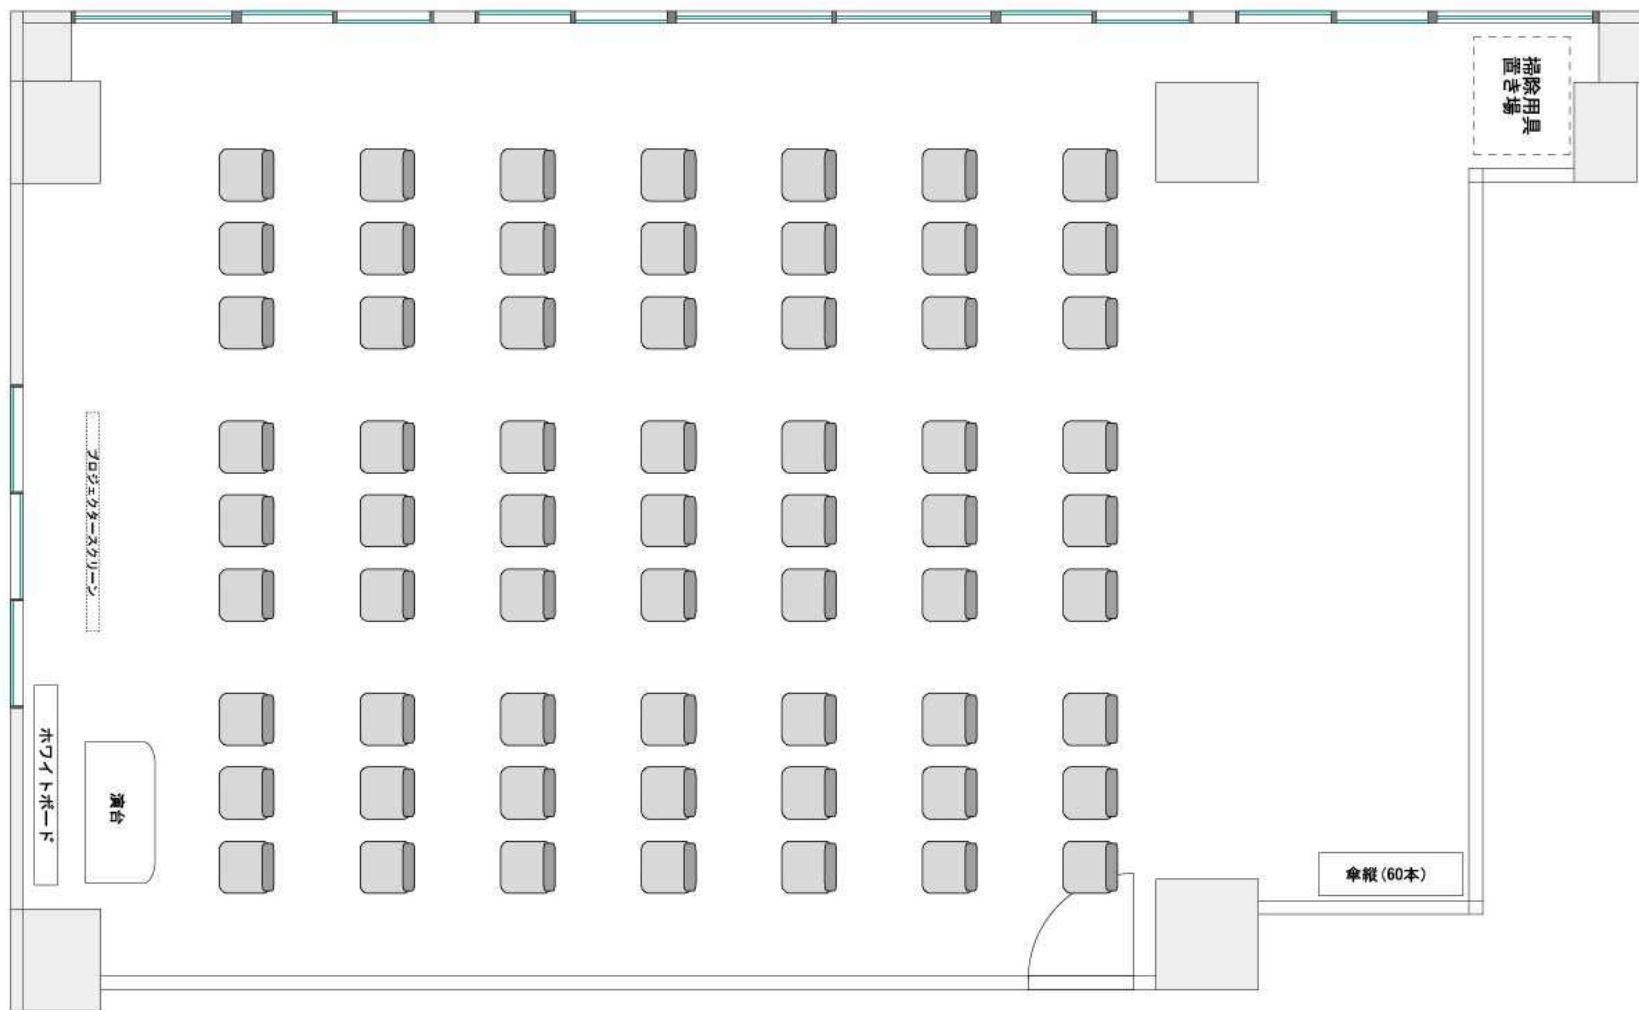 掃除用具
置き場
プロジェクタースクリーン
ホワイトボード
演台
傘縦(60本)